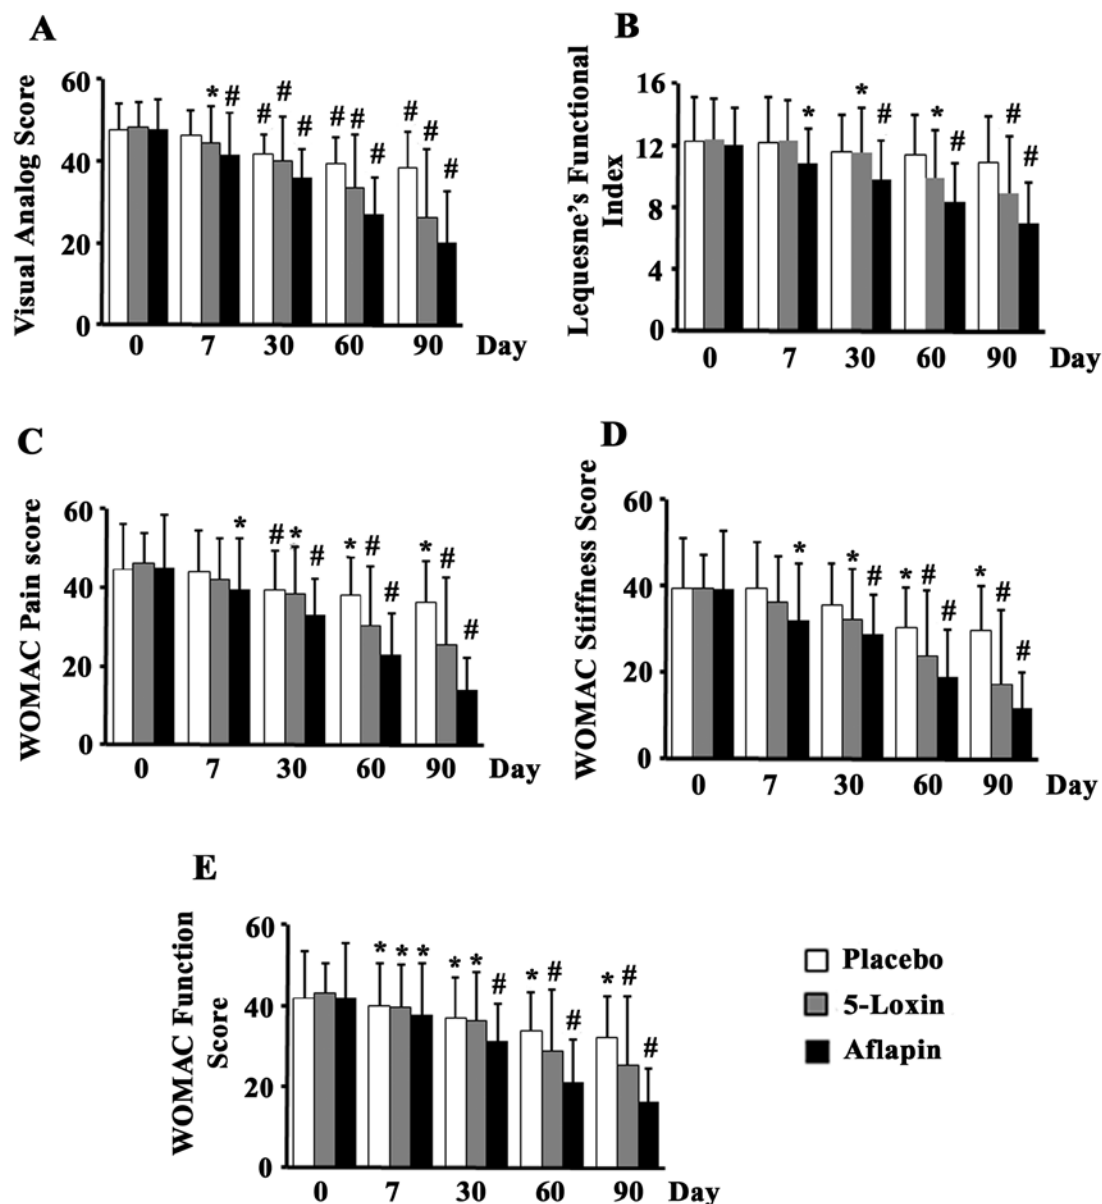 A
Visual Analog Score
60
40
20
0
* # # # # # # # # # #
0 7 30 60 90 Day
B
Lequesne's Functional
Index
16
12
8
4
0
* * # * # # #
0 7 30 60 90 Day
C
WOMAC Pain score
60
40
20
0
* # * # * # # * # #
0 7 30 60 90 Day
D
WOMAC Stiffness Score
60
40
20
0
* * # * # # * # #
0 7 30 60 90 Day
E
WOMAC Function
Score
60
40
20
0
* * * * * # * # # * # #
0 7 30 60 90 Day
Placebo
5-Loxin
Aflapin